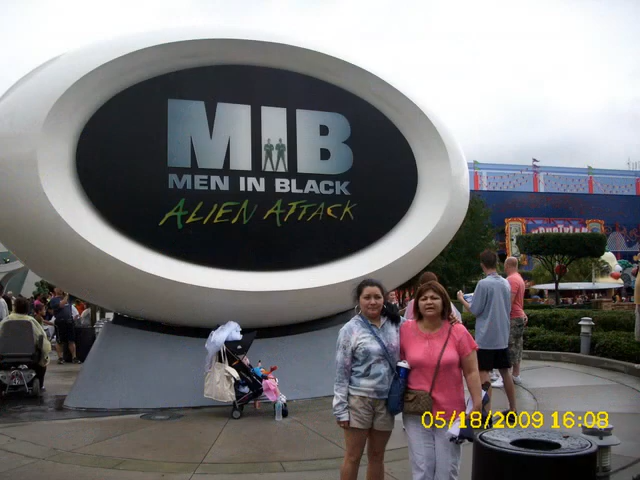 MIB
MEN IN BLACK
ALIEN ATTACK
05/18/2009 16:08